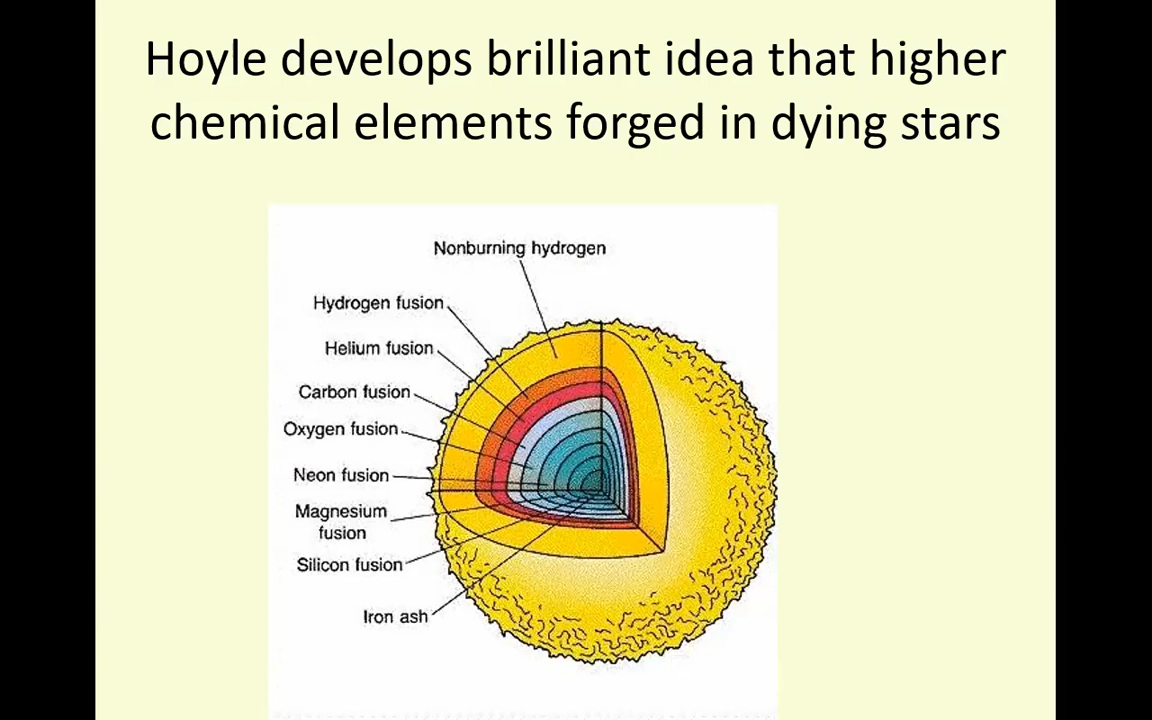 Hoyle develops brilliant idea that higher
chemical elements forged in dying stars
Nonburning hydrogen
Hydrogen fusion
Helium fusion
Carbon fusion
Oxygen fusion
Neon fusion
Magnesium
fusion
Silicon fusion
Iron ash